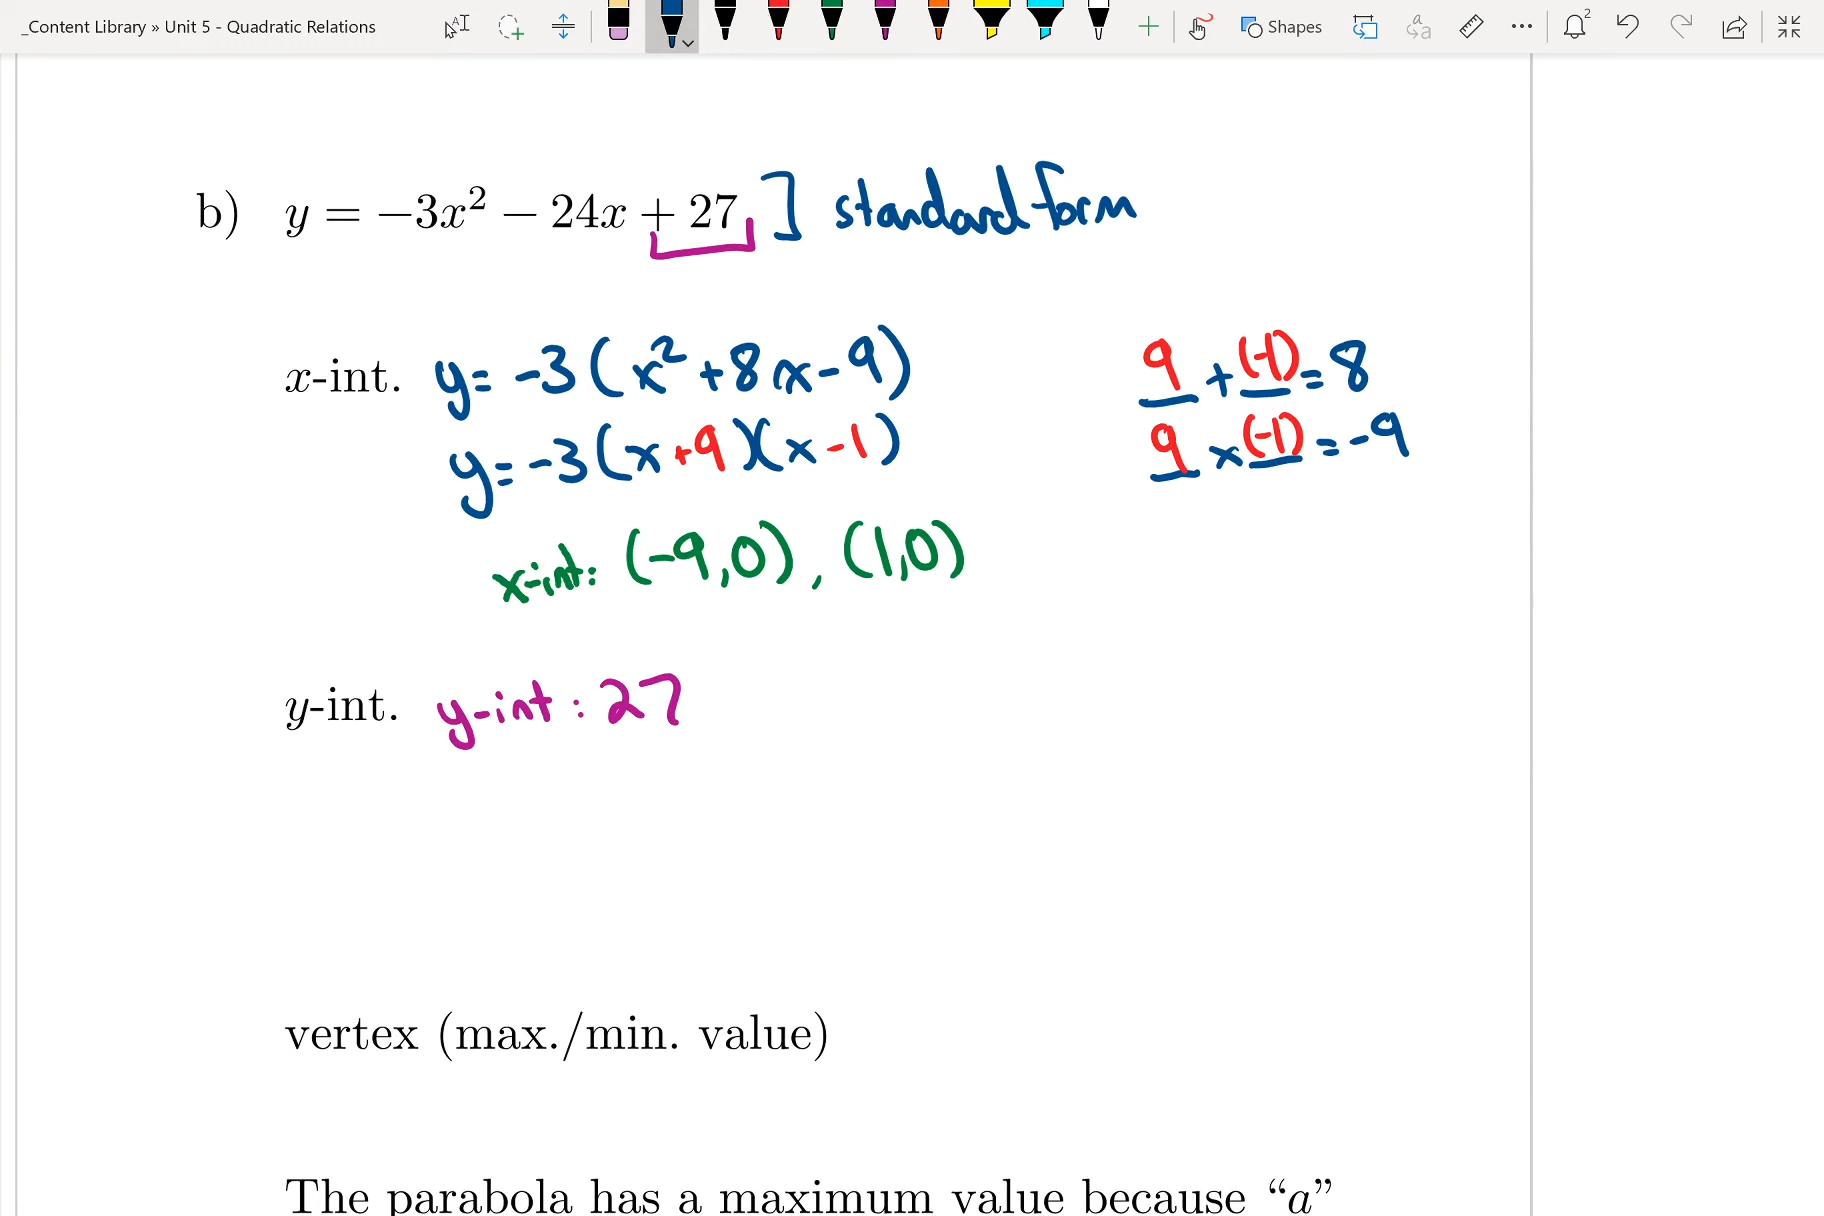 _Content Library » Unit 5 - Quadratic Relations
Shapes
2
b) y = −3x² − 24x + 27 ] standard form
x-int. y = -3(x² + 8x - 9)
9 + (-1) = 8
y = -3(x + 9)(x - 1)
9 × (-1) = -9
x-int: (-9,0), (1,0)
y-int. y-int: 27
vertex (max./min. value)
The parabola has a maximum value because “a”